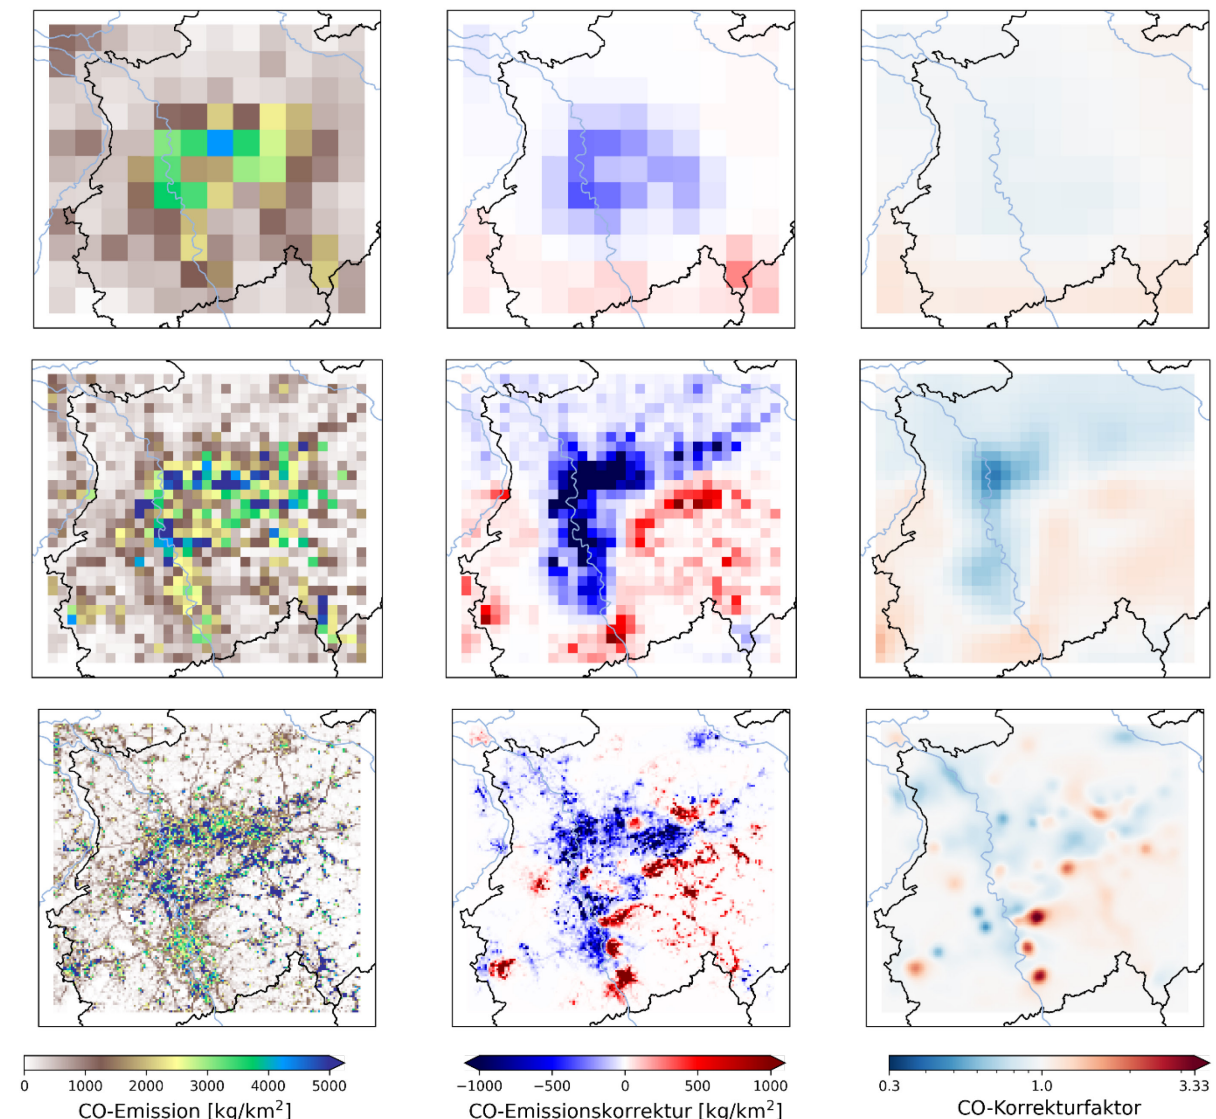 0 1000 2000 3000 4000 5000
CO-Emission [kg/km²]
−1000 −500 0 500 1000
CO-Emissionskorrektur [kg/km²]
0.3 1.0 3.33
CO-Korrekturfaktor